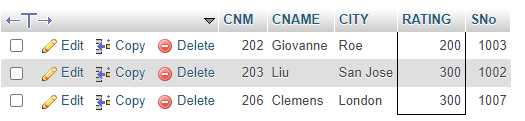 CNM CNAME CITY RATING SNo
Edit Copy Delete 202 Giovanne Roe 200 1003
Edit Copy Delete 203 Liu San Jose 300 1002
Edit Copy Delete 206 Clemens London 300 1007